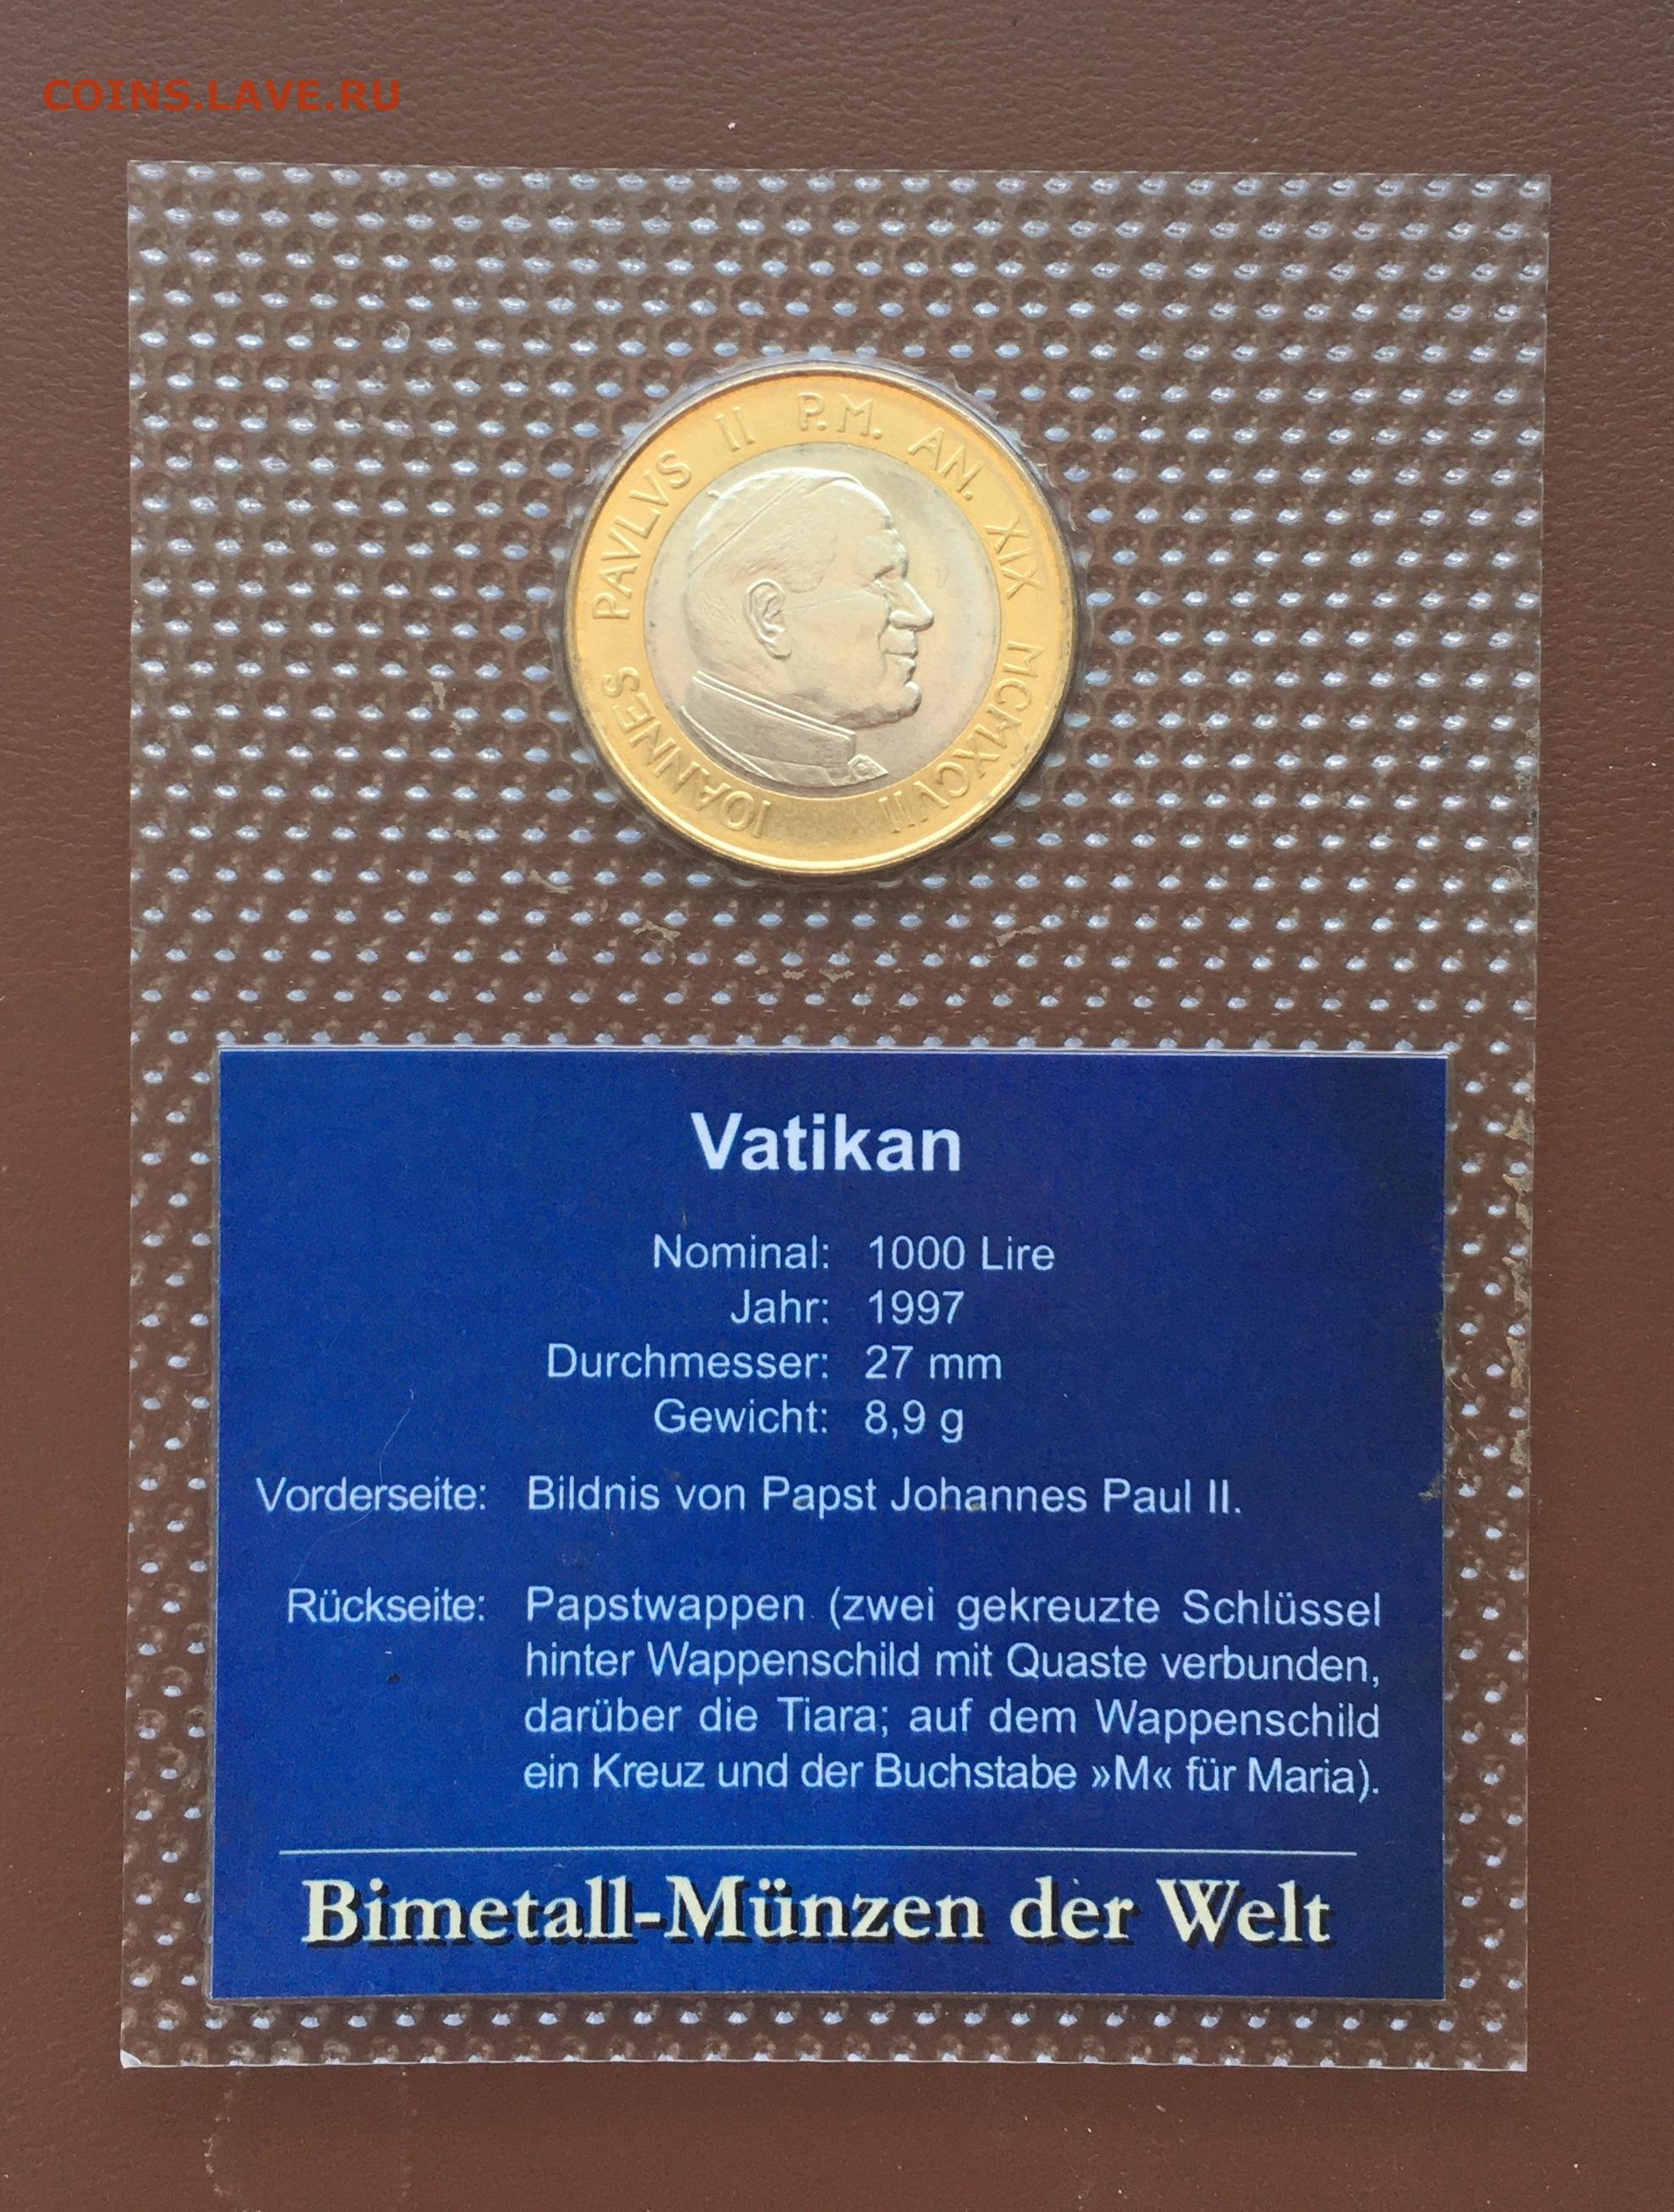 COINS.LAVE.RU
IOANNES PAVLVS II P.M. AN. XIX MCMXCVII
Vatikan
Nominal: 1000 Lire
Jahr: 1997
Durchmesser: 27 mm
Gewicht: 8,9 g
Vorderseite: Bildnis von Papst Johannes Paul II.
Rückseite: Papstwappen (zwei gekreuzte Schlüssel
hinter Wappenschild mit Quaste verbunden,
darüber die Tiara; auf dem Wappenschild
ein Kreuz und der Buchstabe »M« für Maria).
Bimetall-Münzen der Welt